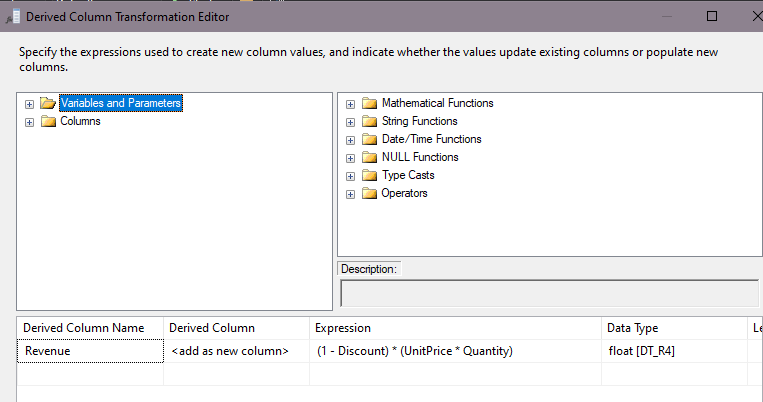 Derived Column Transformation Editor
Specify the expressions used to create new column values, and indicate whether the values update existing columns or populate new
columns.
Variables and Parameters
Columns
Mathematical Functions
String Functions
Date/Time Functions
NULL Functions
Type Casts
Operators
Description:
Derived Column Name Derived Column Expression Data Type Le
Revenue <add as new column> (1 - Discount) * (UnitPrice * Quantity) float [DT_R4]